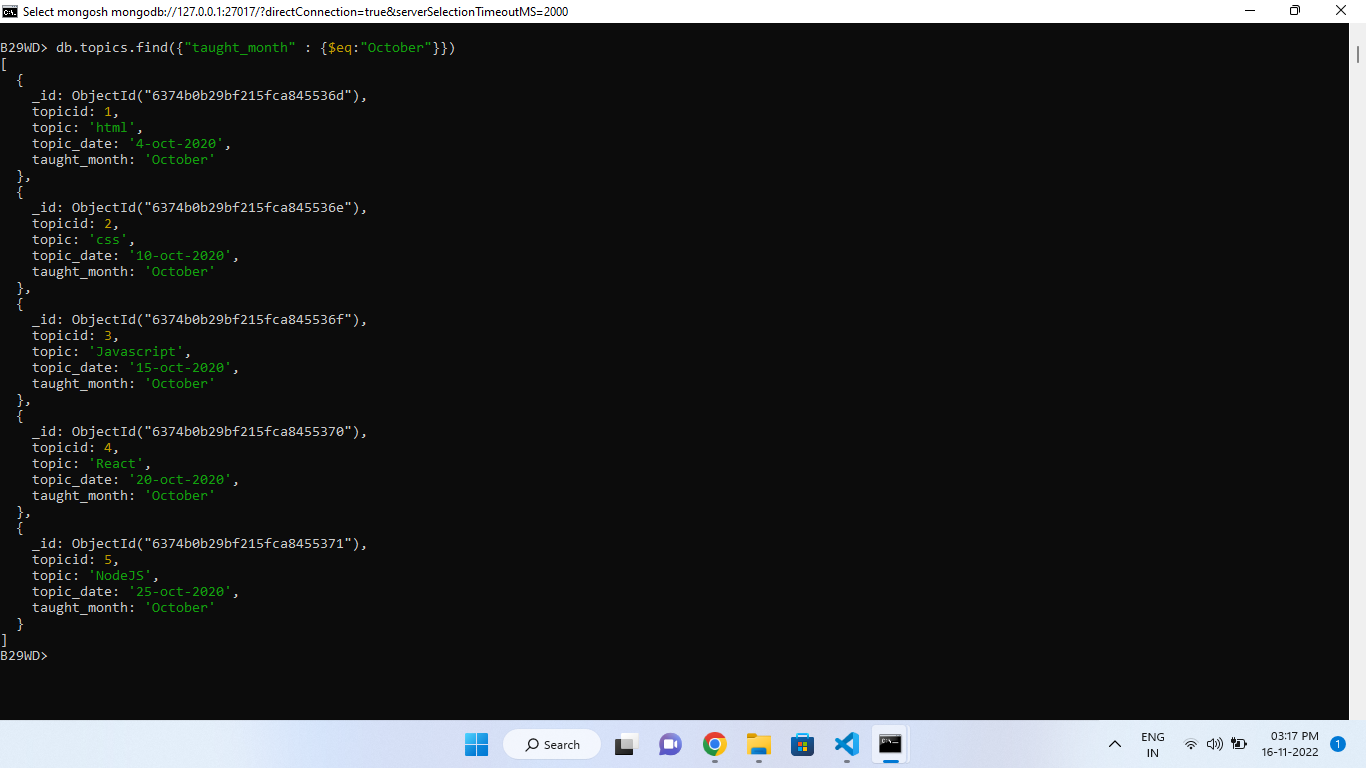 Select mongosh mongodb://127.0.0.1:27017/?directConnection=true&serverSelectionTimeoutMS=2000
B29WD> db.topics.find({"taught_month" : {$eq:"October"}})
[
  {
    _id: ObjectId("6374b0b29bf215fca845536d"),
    topicid: 1,
    topic: 'html',
    topic_date: '4-oct-2020',
    taught_month: 'October'
  },
  {
    _id: ObjectId("6374b0b29bf215fca845536e"),
    topicid: 2,
    topic: 'css',
    topic_date: '10-oct-2020',
    taught_month: 'October'
  },
  {
    _id: ObjectId("6374b0b29bf215fca845536f"),
    topicid: 3,
    topic: 'Javascript',
    topic_date: '15-oct-2020',
    taught_month: 'October'
  },
  {
    _id: ObjectId("6374b0b29bf215fca8455370"),
    topicid: 4,
    topic: 'React',
    topic_date: '20-oct-2020',
    taught_month: 'October'
  },
  {
    _id: ObjectId("6374b0b29bf215fca8455371"),
    topicid: 5,
    topic: 'NodeJS',
    topic_date: '25-oct-2020',
    taught_month: 'October'
  }
]
B29WD>
Search
ENG
IN
03:17 PM
16-11-2022
1